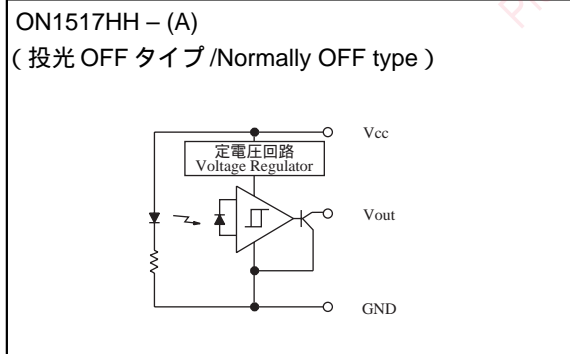 ON1517HH – (A)
( 投光 OFF タイプ /Normally OFF type )
Vcc
定電圧回路
Voltage Regulator
Vout
GND